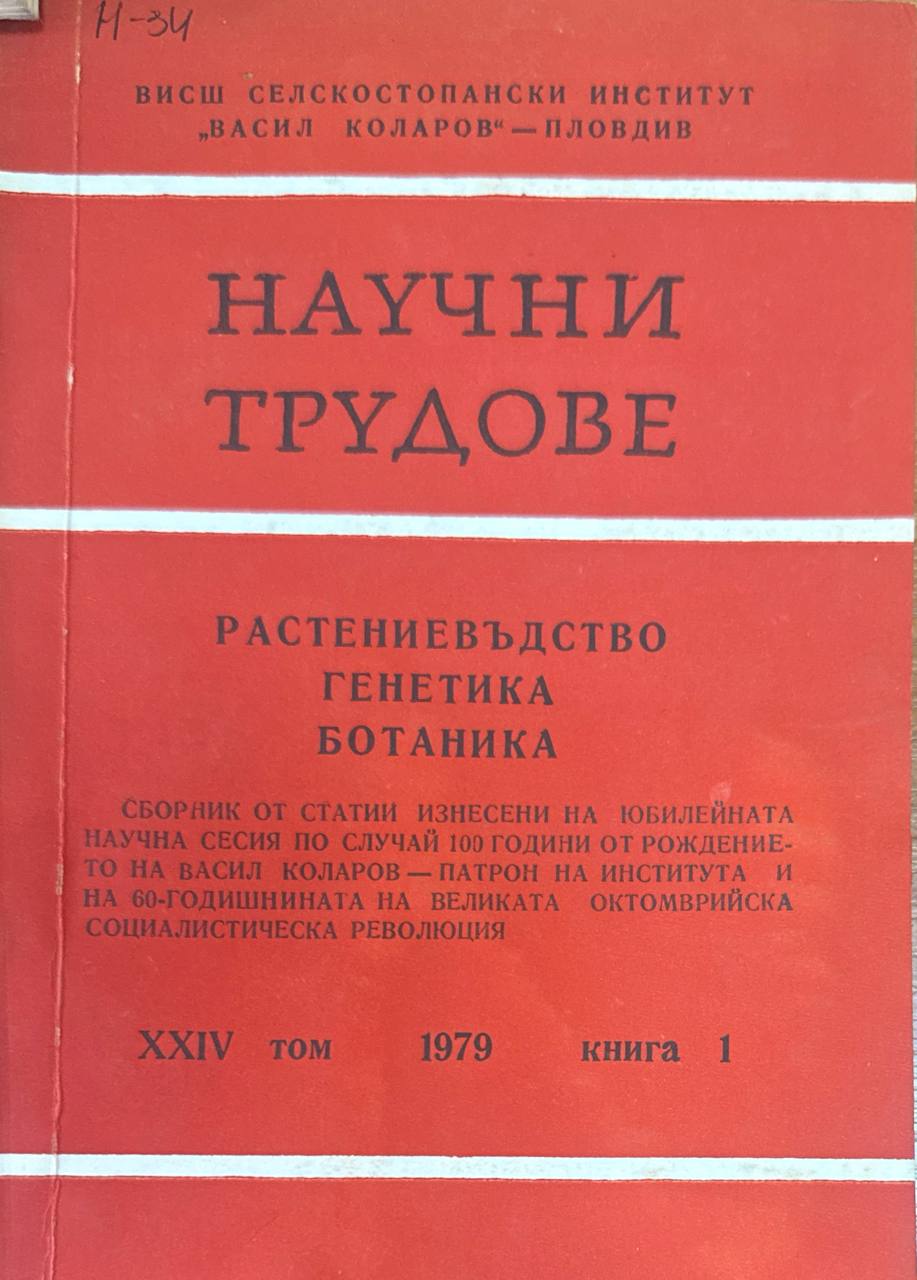 Н-34
ВИСШ СЕЛСКОСТОПАНСКИ ИНСТИТУТ
„ВАСИЛ КОЛАРОВ“ — ПЛОВДИВ
НАУЧНИ
ТРУДОВЕ
РАСТЕНИЕВЪДСТВО
ГЕНЕТИКА
БОТАНИКА
СБОРНИК ОТ СТАТИИ ИЗНЕСЕНИ НА ЮБИЛЕЙНАТА
НАУЧНА СЕСИЯ ПО СЛУЧАЙ 100 ГОДИНИ ОТ РОЖДЕНИЕ-
ТО НА ВАСИЛ КОЛАРОВ — ПАТРОН НА ИНСТИТУТА И
НА 60-ГОДИШНИНАТА НА ВЕЛИКАТА ОКТОМВРИЙСКА
СОЦИАЛИСТИЧЕСКА РЕВОЛЮЦИЯ
XXIV том 1979 книга 1